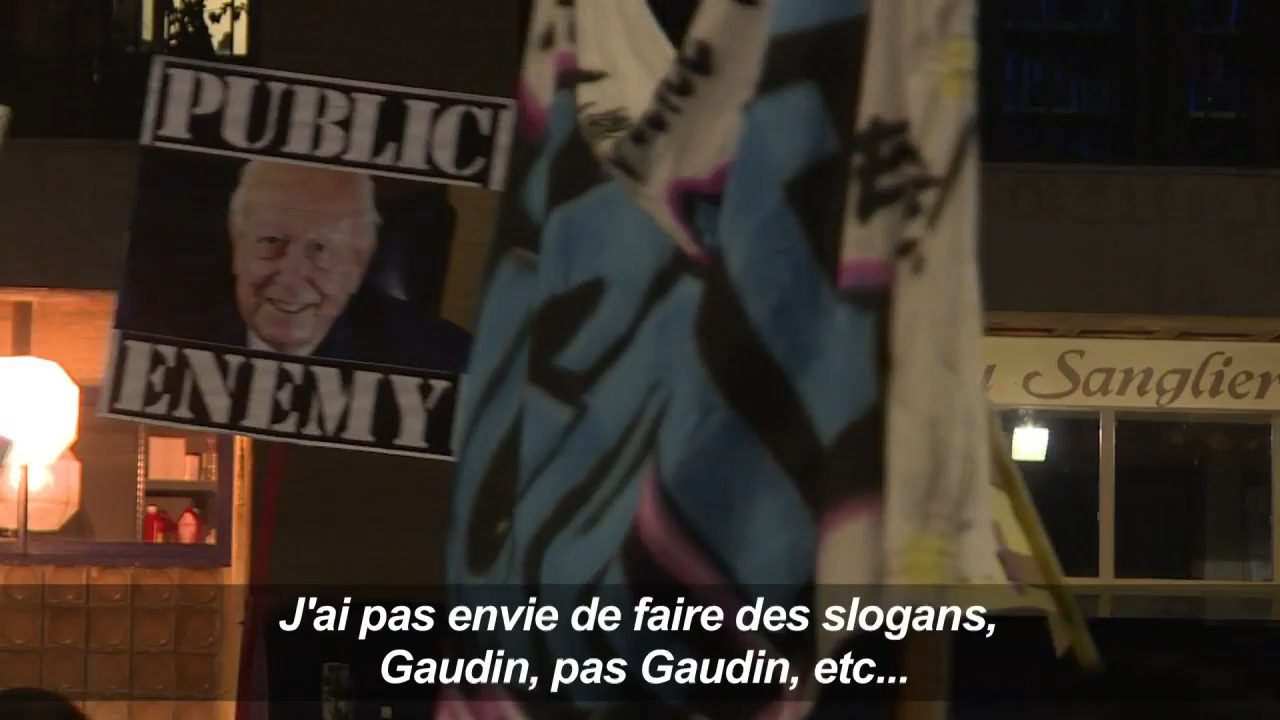 PUBLIC
ENEMY
Sanglier
J'ai pas envie de faire des slogans,
Gaudin, pas Gaudin, etc...